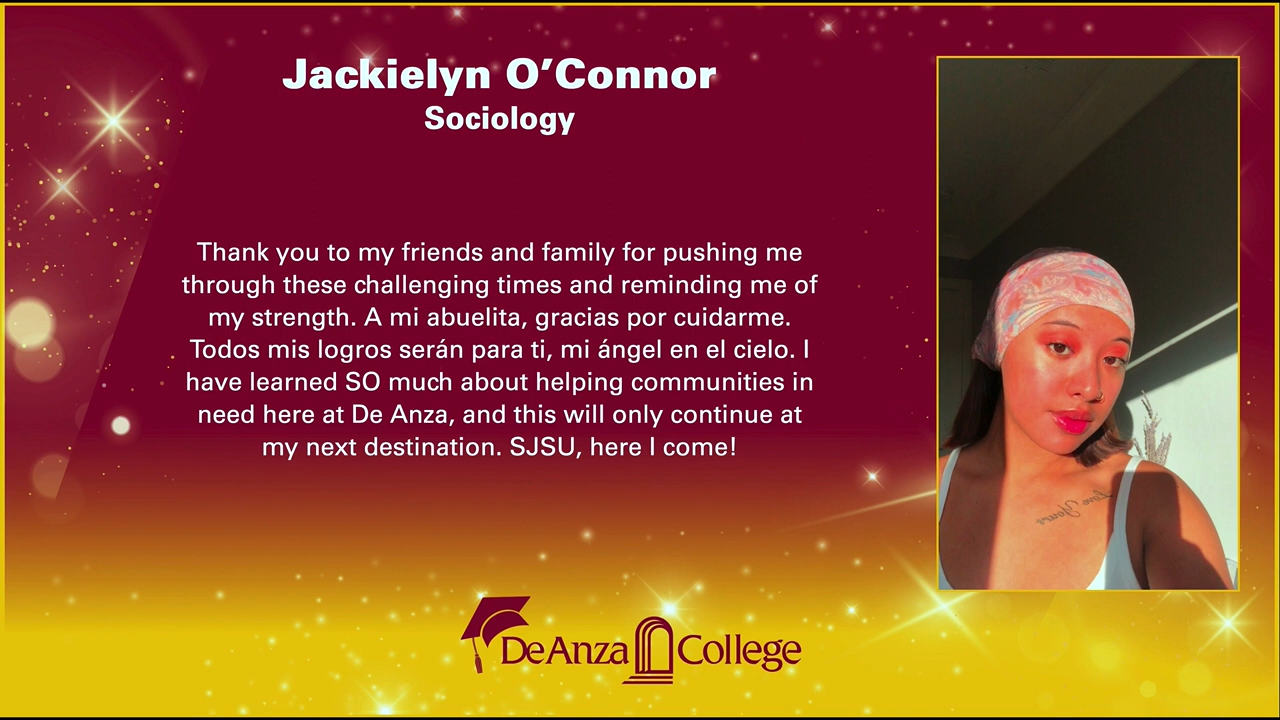 Jackielyn O’Connor
Sociology
Thank you to my friends and family for pushing me
through these challenging times and reminding me of
my strength. A mi abuelita, gracias por cuidarme.
Todos mis logros serán para ti, mi ángel en el cielo. I
have learned SO much about helping communities in
need here at De Anza, and this will only continue at
my next destination. SJSU, here I come!
Love Yours
DeAnza College